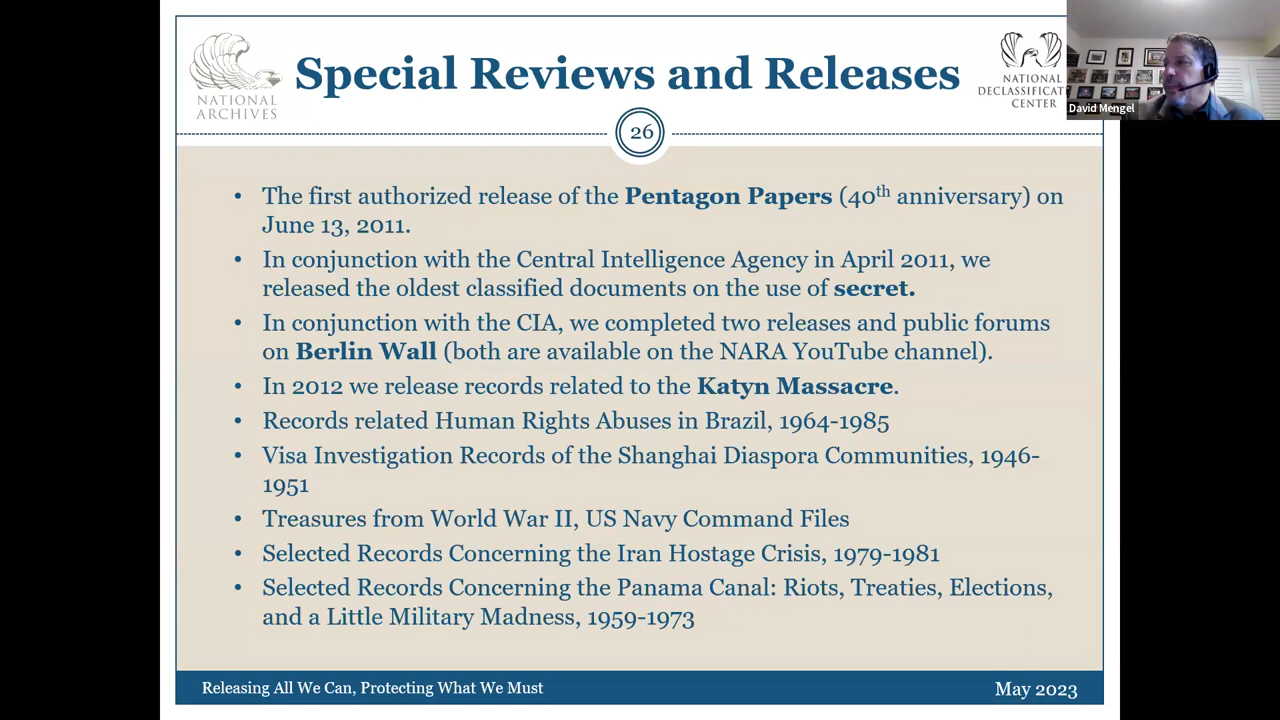 NATIONAL
ARCHIVES
Special Reviews and Releases
NATIONAL
DECLASSIFICAT
CENTER
David Mengel
26
• The first authorized release of the Pentagon Papers (40th anniversary) on
June 13, 2011.
• In conjunction with the Central Intelligence Agency in April 2011, we
released the oldest classified documents on the use of secret.
• In conjunction with the CIA, we completed two releases and public forums
on Berlin Wall (both are available on the NARA YouTube channel).
• In 2012 we release records related to the Katyn Massacre.
• Records related Human Rights Abuses in Brazil, 1964-1985
• Visa Investigation Records of the Shanghai Diaspora Communities, 1946-
1951
• Treasures from World War II, US Navy Command Files
• Selected Records Concerning the Iran Hostage Crisis, 1979-1981
• Selected Records Concerning the Panama Canal: Riots, Treaties, Elections,
and a Little Military Madness, 1959-1973
Releasing All We Can, Protecting What We Must
May 2023